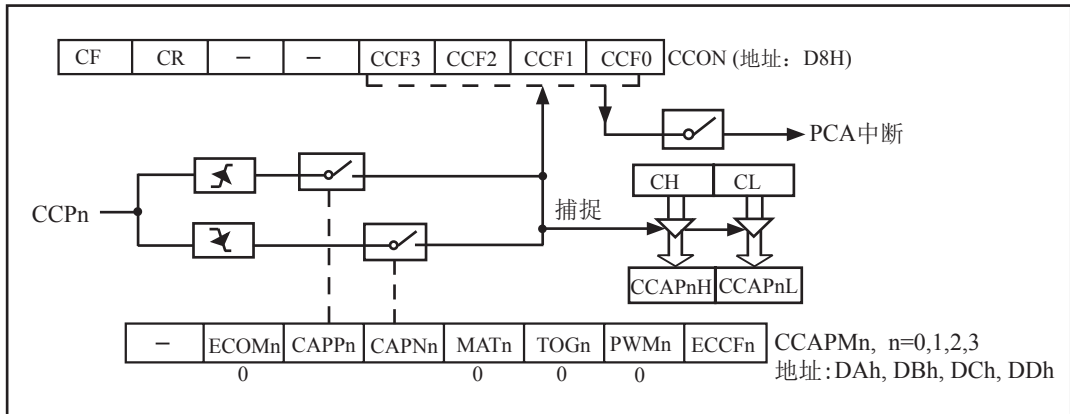 CF CR － － CCF3 CCF2 CCF1 CCF0 CCON (地址：D8H)
PCA中断
CH CL
CCPn
捕捉
CCAPnH CCAPnL
－ ECOMn CAPPn CAPNn MATn TOGn PWMn ECCFn CCAPMn, n=0,1,2,3
0 0 0 0
地址:DAh, DBh, DCh, DDh